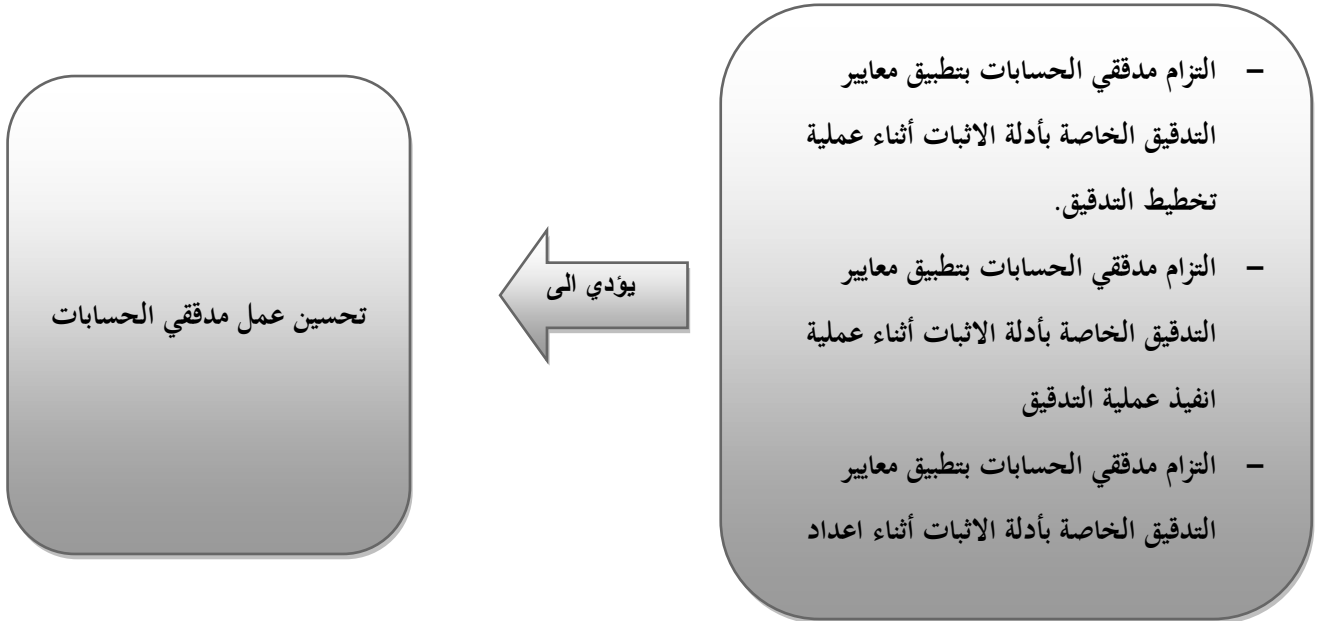 – التزام مدققي الحسابات بتطبيق معايير
التدقيق الخاصة بأدلة الاثبات أثناء عملية
تخطيط التدقيق.
– التزام مدققي الحسابات بتطبيق معايير
التدقيق الخاصة بأدلة الاثبات أثناء عملية
انفيذ عملية التدقيق
– التزام مدققي الحسابات بتطبيق معايير
التدقيق الخاصة بأدلة الاثبات أثناء اعداد
يؤدي الى
تحسين عمل مدققي الحسابات